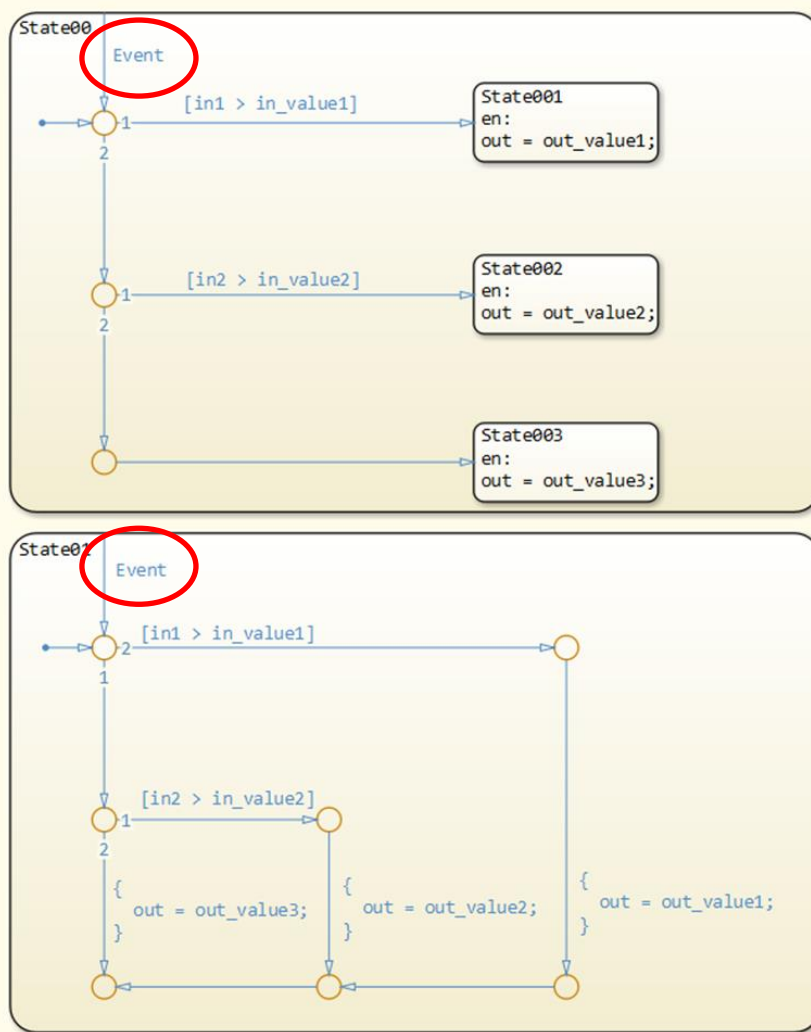 State00
Event
1
[in1 > in_value1]
State001
en:
out = out_value1;
2
1
[in2 > in_value2]
State002
en:
out = out_value2;
2
State003
en:
out = out_value3;
State01
Event
2
[in1 > in_value1]
1
1
[in2 > in_value2]
2
{
out = out_value3;
}
{
out = out_value2;
}
{
out = out_value1;
}